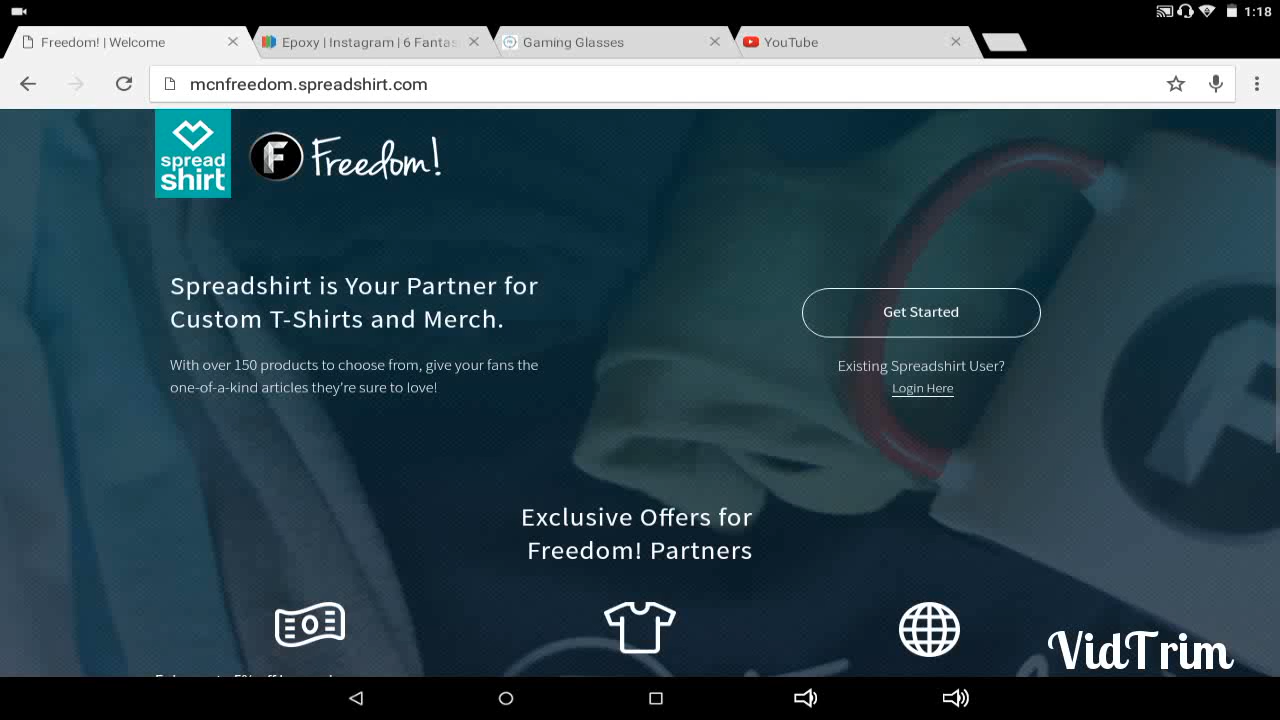 1:18
Freedom! | Welcome
Epoxy | Instagram | 6 Fantas
Gaming Glasses
YouTube
mcnfreedom.spreadshirt.com
spread
shirt
F Freedom!
Spreadshirt is Your Partner for
Custom T-Shirts and Merch.
With over 150 products to choose from, give your fans the
one-of-a-kind articles they're sure to love!
Get Started
Existing Spreadshirt User?
Login Here
Exclusive Offers for
Freedom! Partners
VidTrim